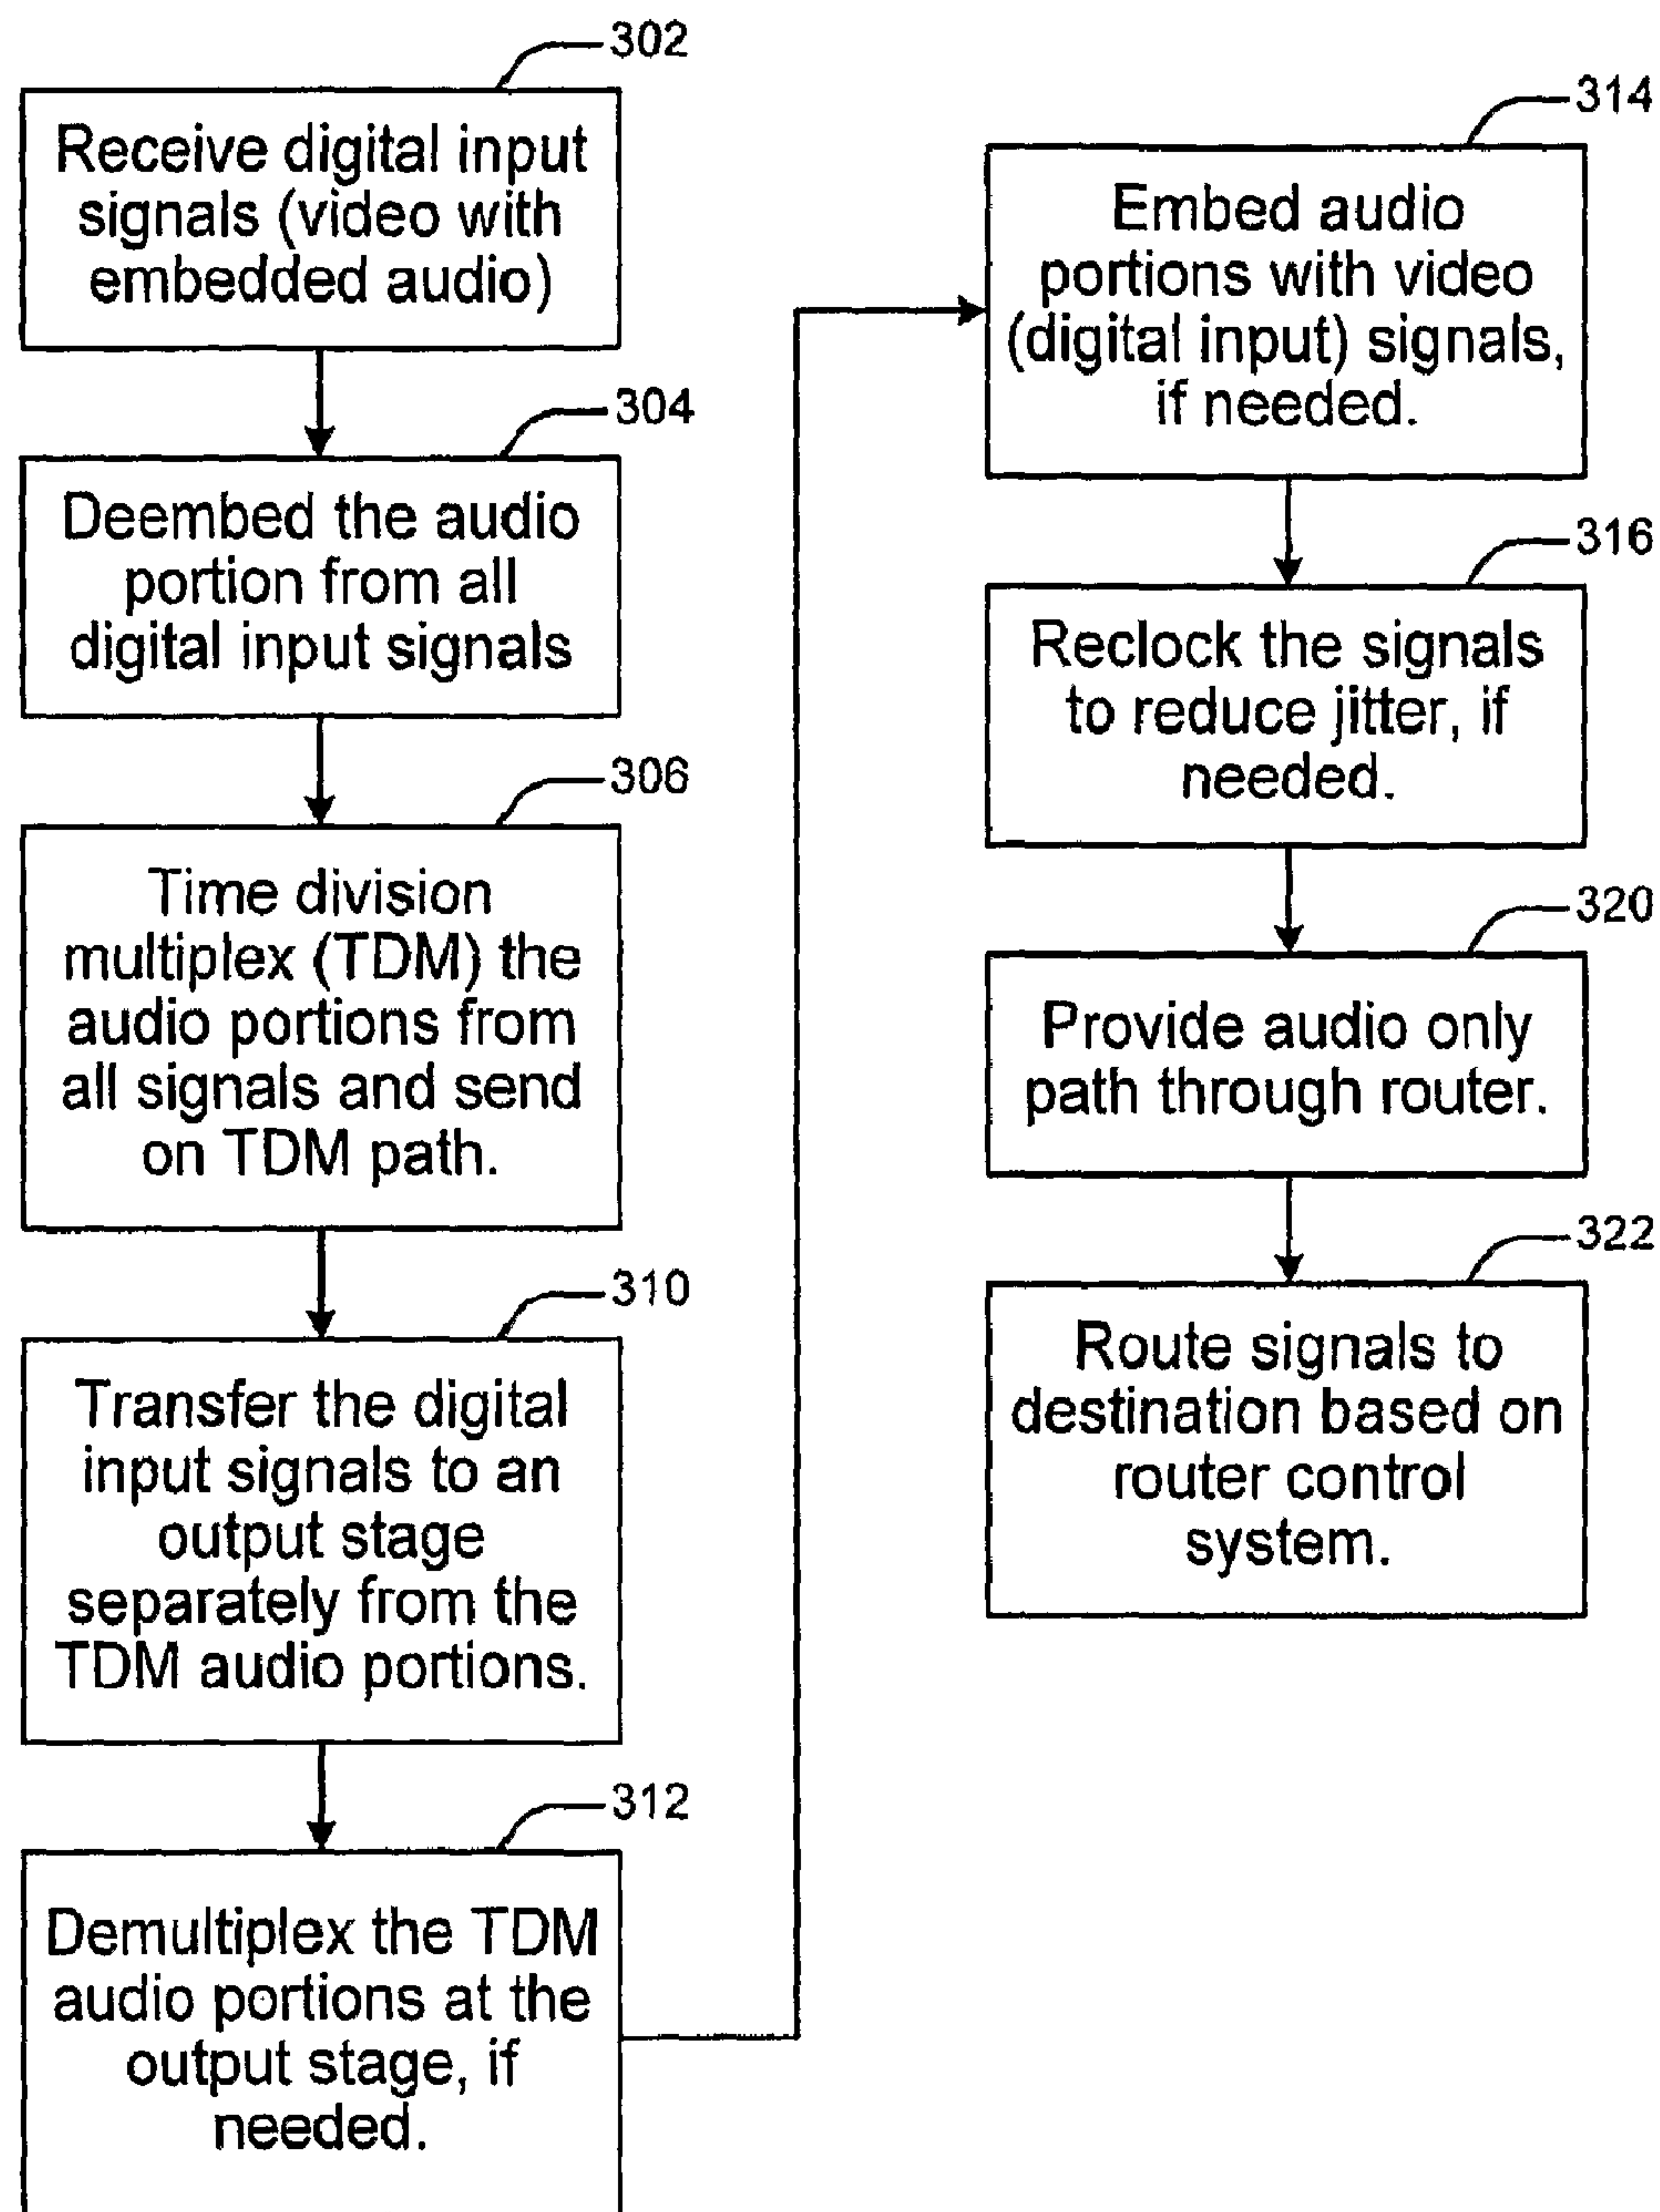 302
Receive digital input
signals (video with
embedded audio)
304
Deembed the audio
portion from all
digital input signals
306
Time division
multiplex (TDM) the
audio portions from
all signals and send
on TDM path.
310
Transfer the digital
input signals to an
output stage
separately from the
TDM audio portions.
312
Demultiplex the TDM
audio portions at the
output stage, if
needed.
314
Embed audio
portions with video
(digital input) signals,
if needed.
316
Reclock the signals
to reduce jitter, if
needed.
320
Provide audio only
path through router.
322
Route signals to
destination based on
router control
system.